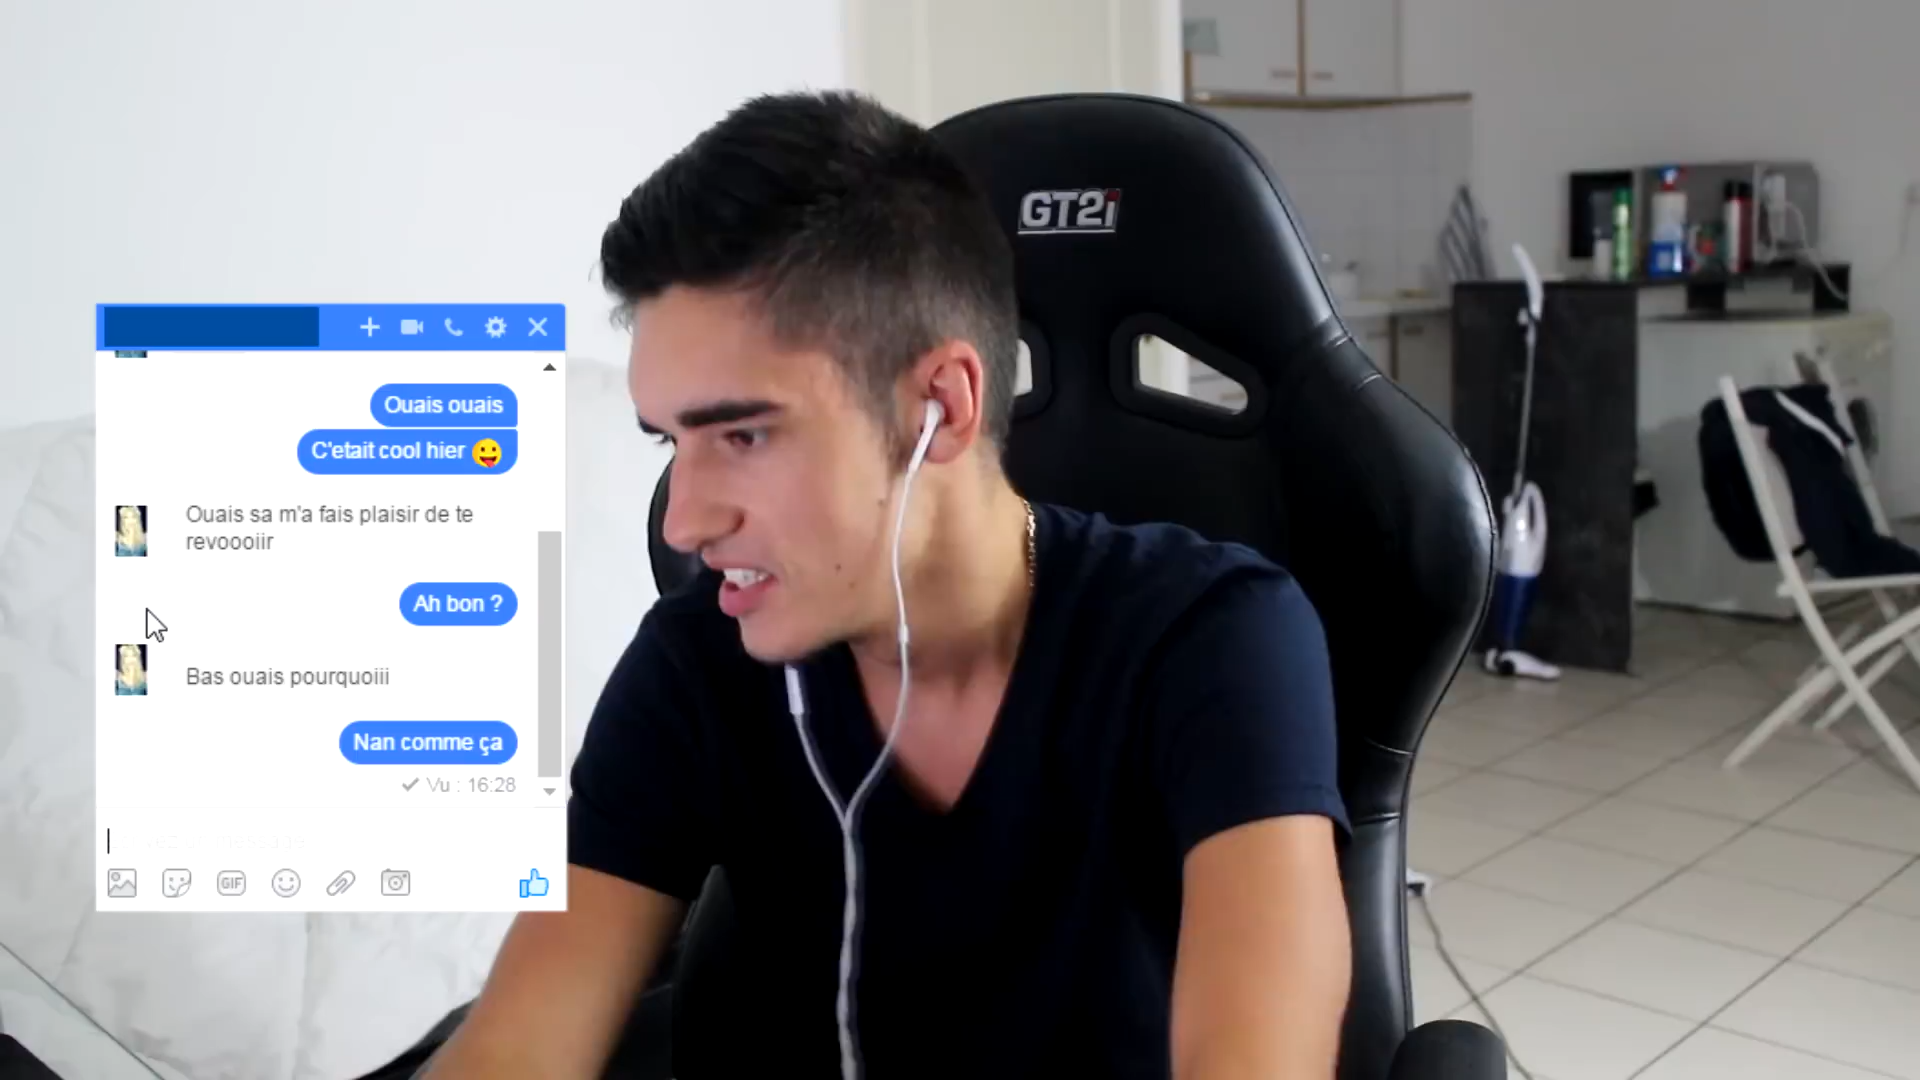 GT2i
Ouais ouais
C'etait cool hier
Ouais sa m'a fais plaisir de te
revoooiir
Ah bon ?
Bas ouais pourquoiii
Nan comme ça
Vu : 16:28
GIF